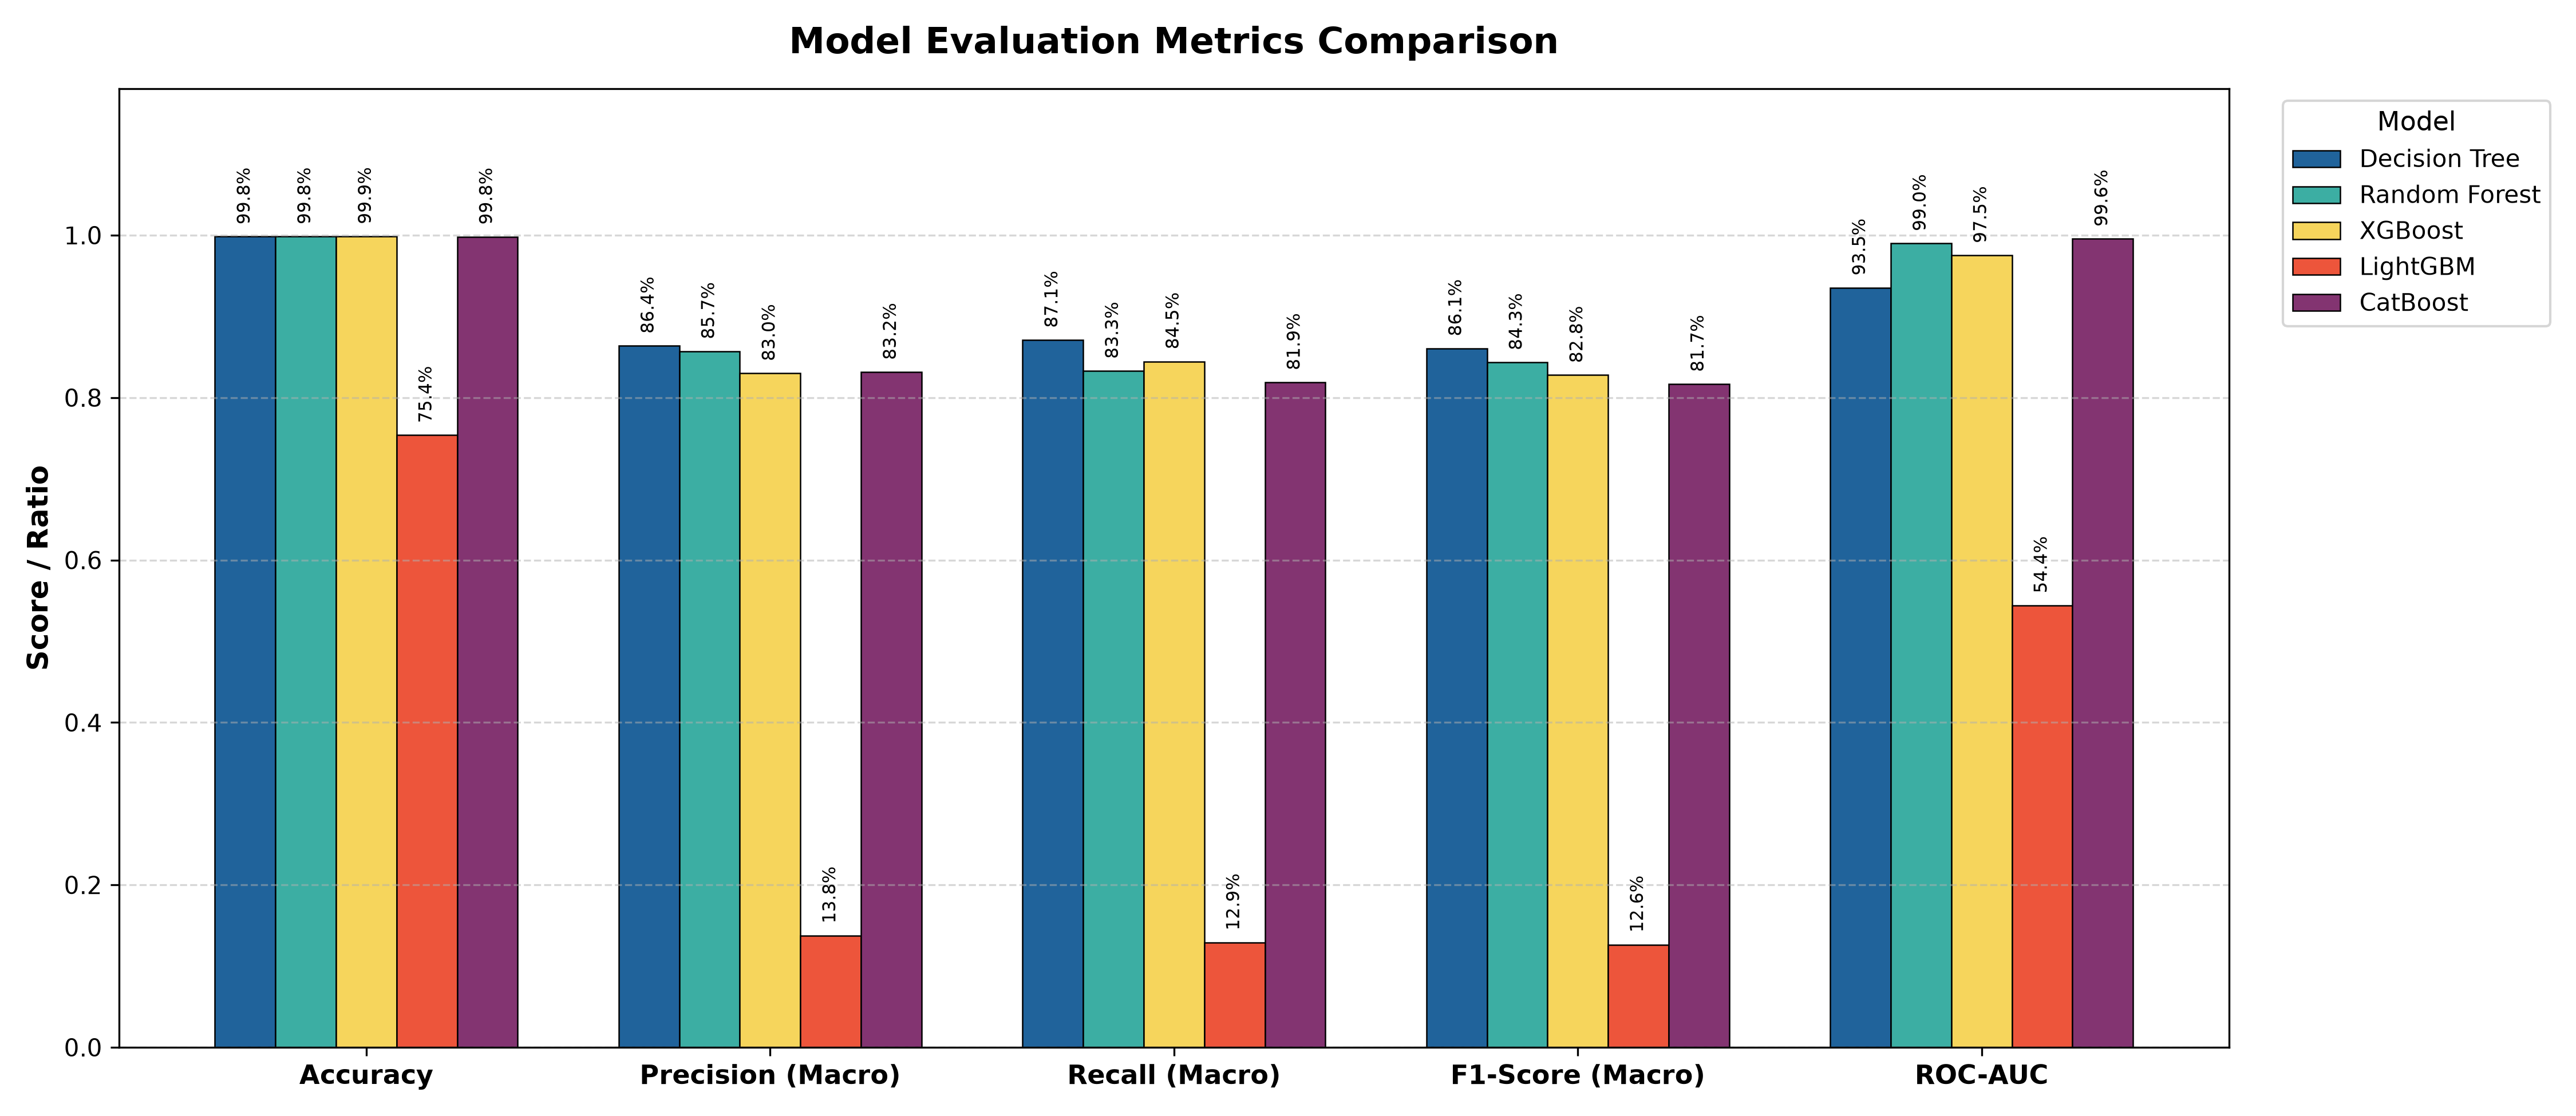 Model Evaluation Metrics Comparison
Model
Decision Tree
Random Forest
XGBoost
LightGBM
CatBoost
Score / Ratio
1.0
0.8
0.6
0.4
0.2
0.0
99.8%
99.8%
99.9%
75.4%
99.8%
86.4%
85.7%
83.0%
13.8%
83.2%
87.1%
83.3%
84.5%
12.9%
81.9%
86.1%
84.3%
82.8%
12.6%
81.7%
93.5%
99.0%
97.5%
54.4%
99.6%
Accuracy
Precision (Macro)
Recall (Macro)
F1-Score (Macro)
ROC-AUC